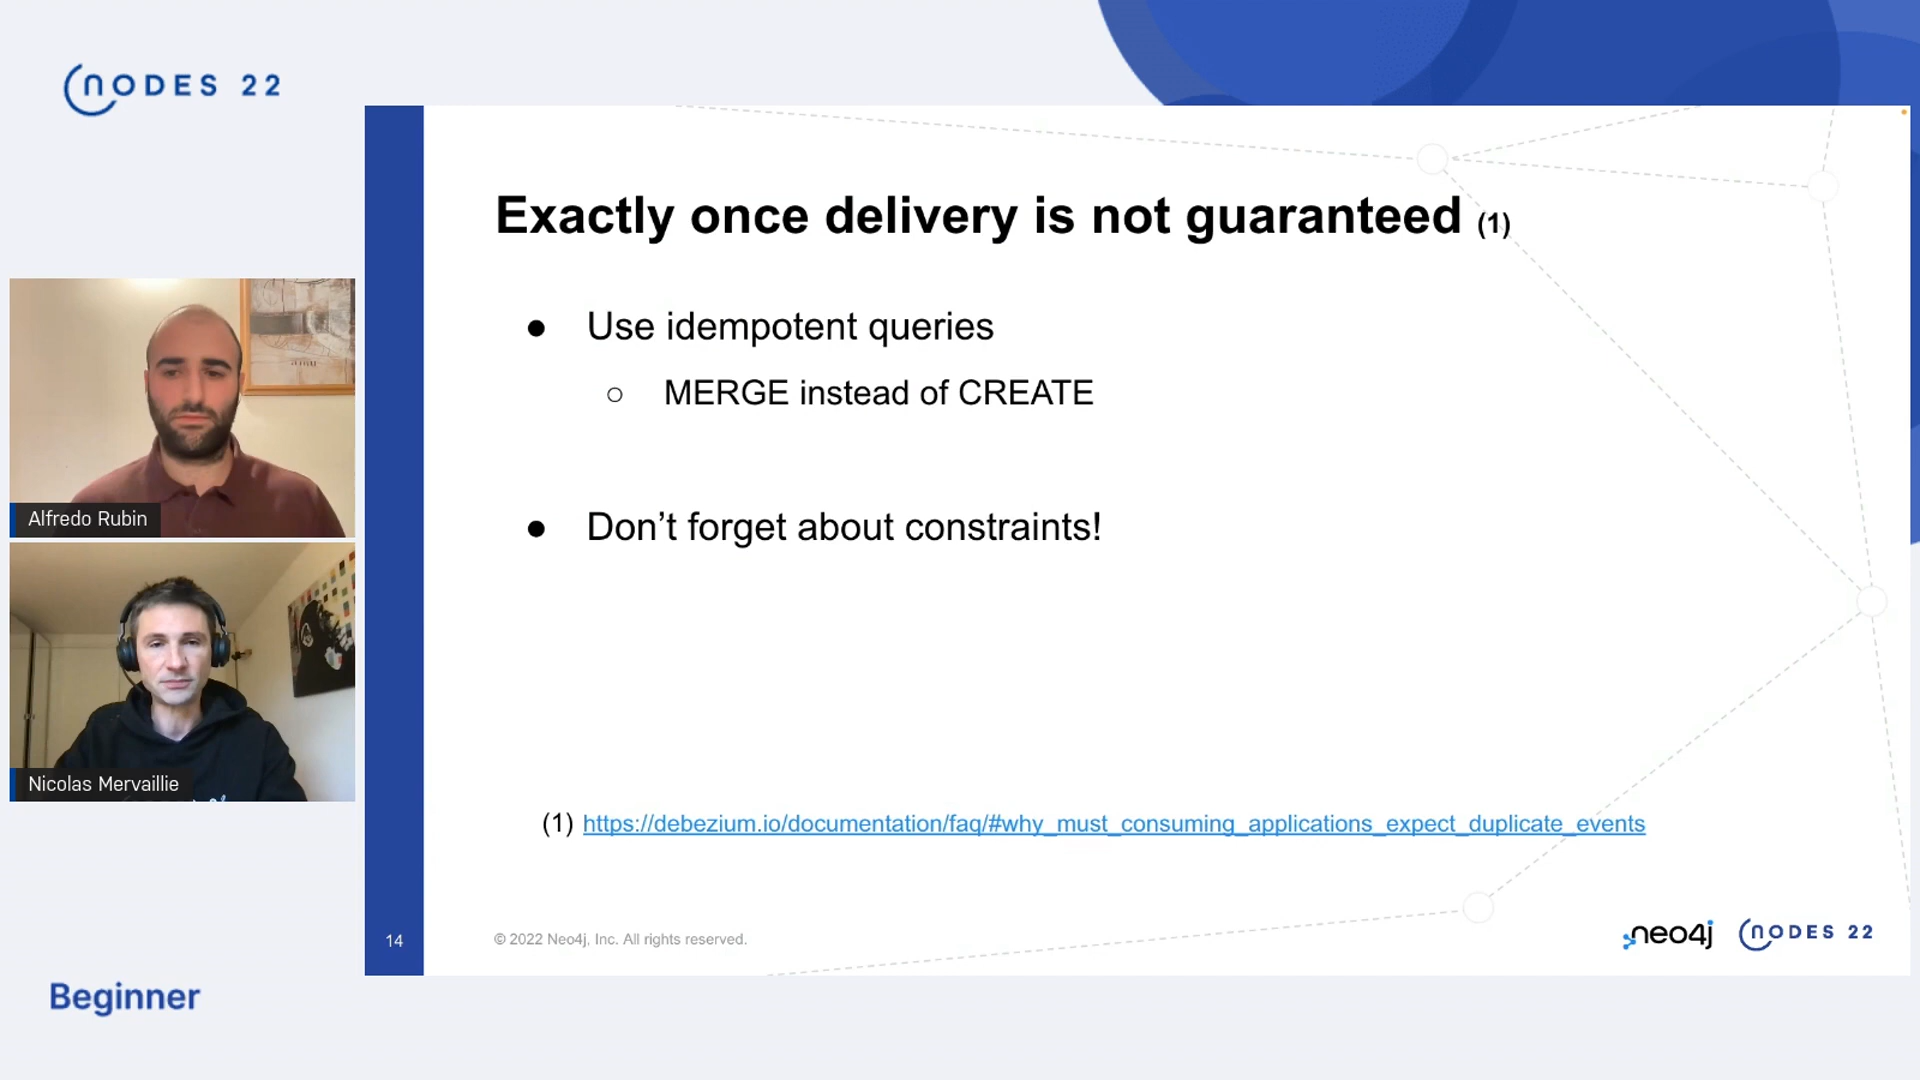 NODES 22
Exactly once delivery is not guaranteed (1)
● Use idempotent queries
○ MERGE instead of CREATE
● Don’t forget about constraints!
Alfredo Rubin
Nicolas Mervaillie
(1) https://debezium.io/documentation/faq/#why_must_consuming_applications_expect_duplicate_events
14
© 2022 Neo4j, Inc. All rights reserved.
neo4j
NODES 22
Beginner